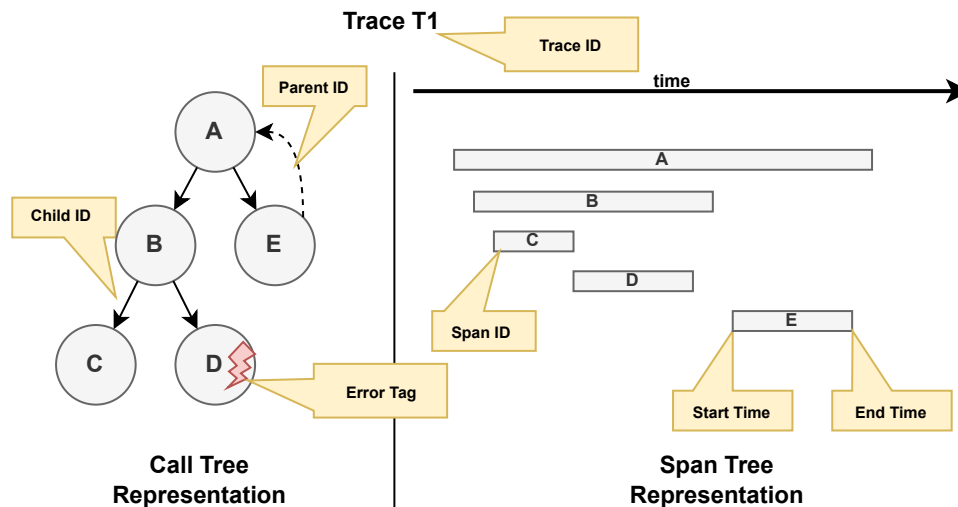 Trace T1
Trace ID
time
Parent ID
A
Child ID
B
E
C
D
Error Tag
Call Tree
Representation
A
B
C
D
Span ID
E
Start Time
End Time
Span Tree
Representation